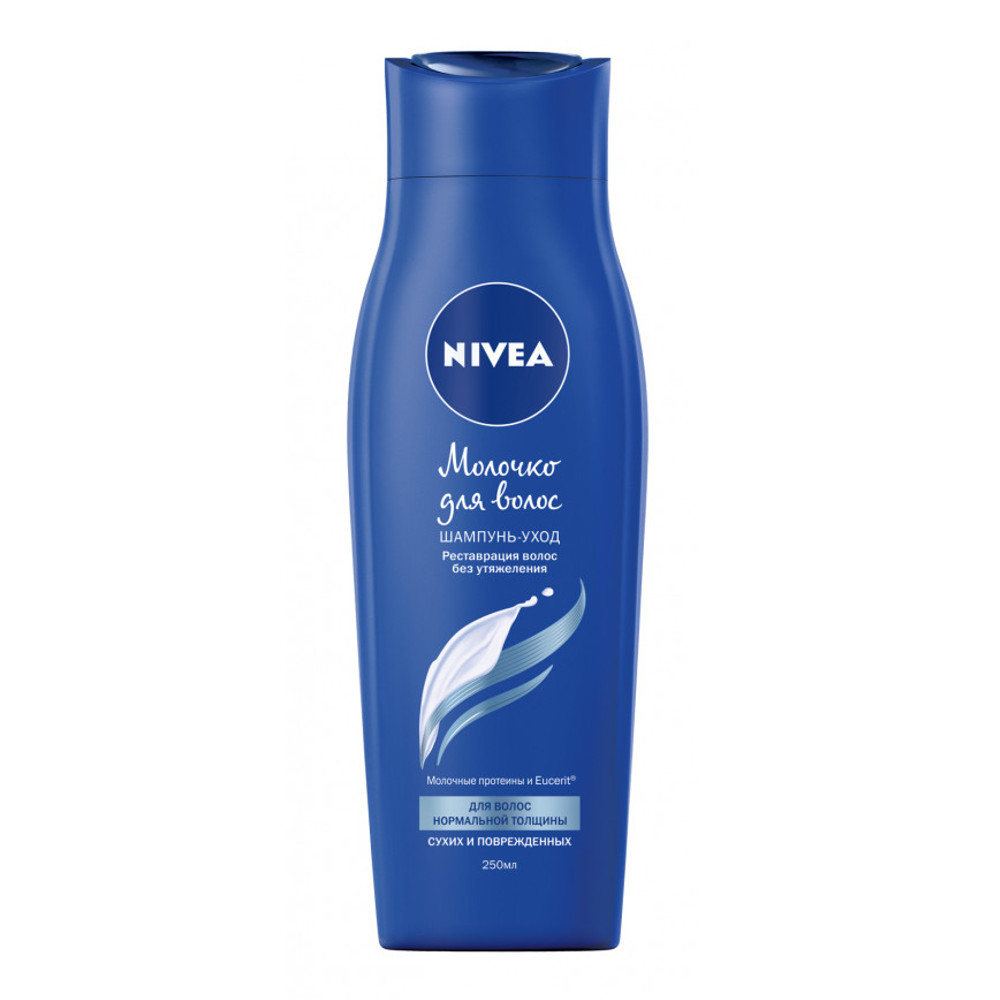 NIVEA
Молочко
для волос
ШАМПУНЬ-УХОД
Реставрация волос
без утяжеления
Молочные протеины и Eucerit®
ДЛЯ ВОЛОС
НОРМАЛЬНОЙ ТОЛЩИНЫ
СУХИХ И ПОВРЕЖДЕННЫХ
250мл